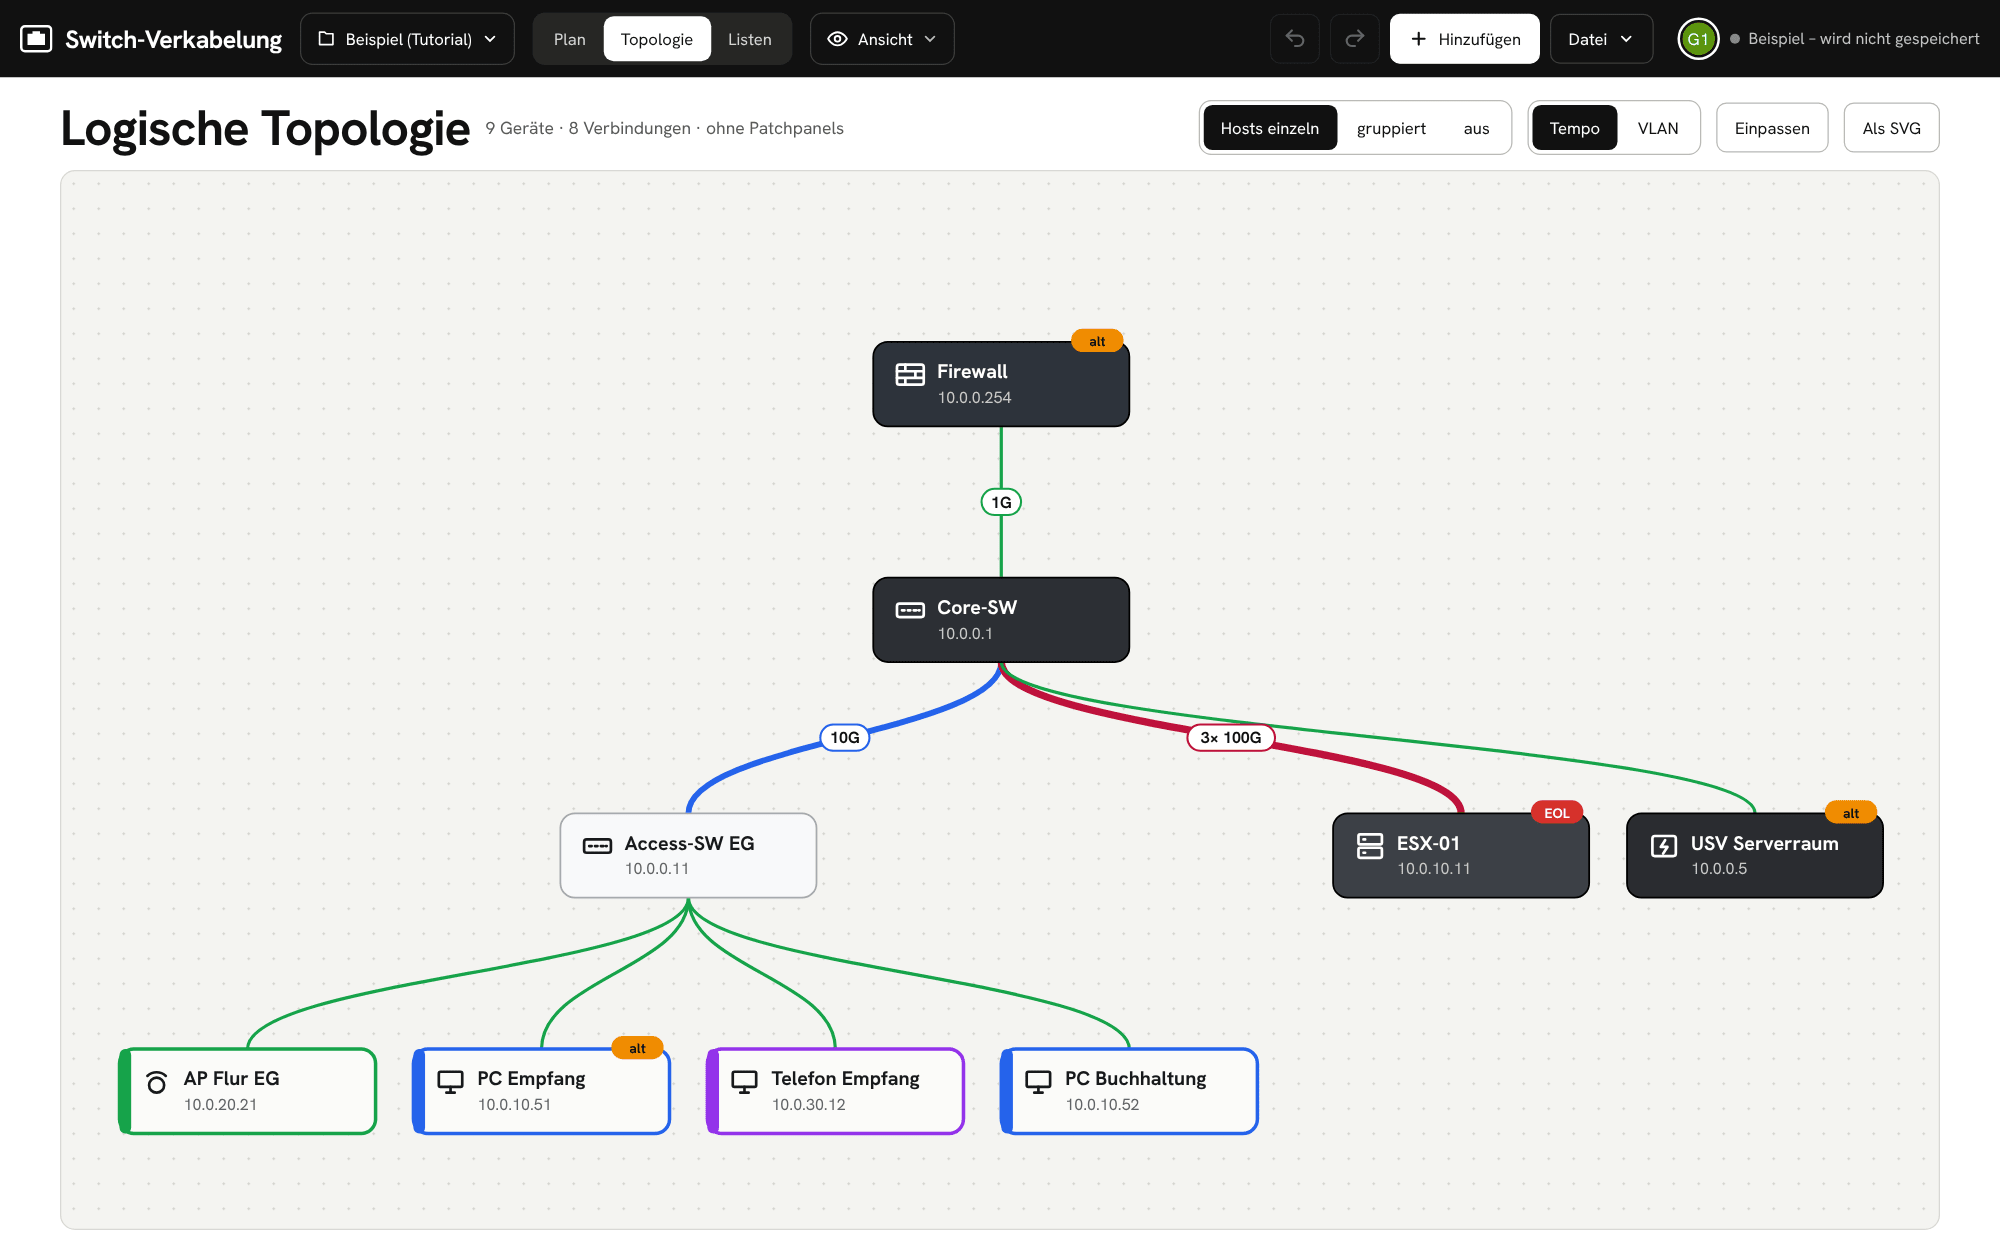 Switch-Verkabelung
Beispiel (Tutorial)
Plan
Topologie
Listen
Ansicht
Hinzufügen
Datei
G1
Beispiel – wird nicht gespeichert
Logische Topologie
9 Geräte · 8 Verbindungen · ohne Patchpanels
Hosts einzeln
gruppiert
aus
Tempo
VLAN
Einpassen
Als SVG
alt
Firewall
10.0.0.254
1G
Core-SW
10.0.0.1
10G
3× 100G
Access-SW EG
10.0.0.11
EOL
ESX-01
10.0.10.11
alt
USV Serverraum
10.0.0.5
AP Flur EG
10.0.20.21
alt
PC Empfang
10.0.10.51
Telefon Empfang
10.0.30.12
PC Buchhaltung
10.0.10.52